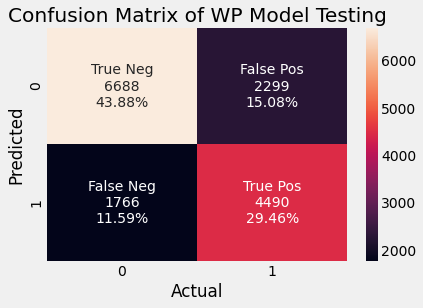 Confusion Matrix of WP Model Testing
True Neg
6688
43.88%
False Pos
2299
15.08%
False Neg
1766
11.59%
True Pos
4490
29.46%
0
1
Predicted
0
1
Actual
6000
5000
4000
3000
2000